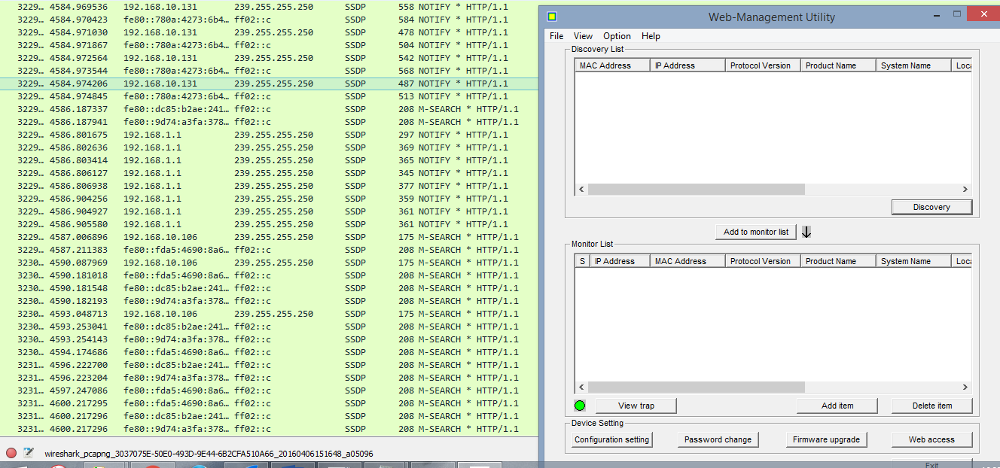 3229… 4584.969536 192.168.10.131 239.255.255.250 SSDP 558 NOTIFY * HTTP/1.1
3229… 4584.970423 fe80::780a:4273:6b4… ff02::c SSDP 584 NOTIFY * HTTP/1.1
3229… 4584.971030 192.168.10.131 239.255.255.250 SSDP 478 NOTIFY * HTTP/1.1
3229… 4584.971867 fe80::780a:4273:6b4… ff02::c SSDP 504 NOTIFY * HTTP/1.1
3229… 4584.972564 192.168.10.131 239.255.255.250 SSDP 542 NOTIFY * HTTP/1.1
3229… 4584.973544 fe80::780a:4273:6b4… ff02::c SSDP 568 NOTIFY * HTTP/1.1
3229… 4584.974206 192.168.10.131 239.255.255.250 SSDP 487 NOTIFY * HTTP/1.1
3229… 4584.974845 fe80::780a:4273:6b4… ff02::c SSDP 513 NOTIFY * HTTP/1.1
3229… 4586.187337 fe80::dc85:b2ae:241… ff02::c SSDP 208 M-SEARCH * HTTP/1.1
3229… 4586.187941 fe80::9d74:a3fa:378… ff02::c SSDP 208 M-SEARCH * HTTP/1.1
3229… 4586.801675 192.168.1.1 239.255.255.250 SSDP 297 NOTIFY * HTTP/1.1
3229… 4586.802636 192.168.1.1 239.255.255.250 SSDP 369 NOTIFY * HTTP/1.1
3229… 4586.803414 192.168.1.1 239.255.255.250 SSDP 365 NOTIFY * HTTP/1.1
3229… 4586.806127 192.168.1.1 239.255.255.250 SSDP 345 NOTIFY * HTTP/1.1
3229… 4586.806938 192.168.1.1 239.255.255.250 SSDP 377 NOTIFY * HTTP/1.1
3229… 4586.904256 192.168.1.1 239.255.255.250 SSDP 359 NOTIFY * HTTP/1.1
3229… 4586.904927 192.168.1.1 239.255.255.250 SSDP 361 NOTIFY * HTTP/1.1
3229… 4586.905580 192.168.1.1 239.255.255.250 SSDP 361 NOTIFY * HTTP/1.1
3229… 4587.006896 192.168.10.106 239.255.255.250 SSDP 175 M-SEARCH * HTTP/1.1
3229… 4587.211383 fe80::fda5:4690:8a6… ff02::c SSDP 208 M-SEARCH * HTTP/1.1
3230… 4590.087969 192.168.10.106 239.255.255.250 SSDP 175 M-SEARCH * HTTP/1.1
3230… 4590.181018 fe80::fda5:4690:8a6… ff02::c SSDP 208 M-SEARCH * HTTP/1.1
3230… 4590.181548 fe80::dc85:b2ae:241… ff02::c SSDP 208 M-SEARCH * HTTP/1.1
3230… 4590.182193 fe80::9d74:a3fa:378… ff02::c SSDP 208 M-SEARCH * HTTP/1.1
3230… 4593.048713 192.168.10.106 239.255.255.250 SSDP 175 M-SEARCH * HTTP/1.1
3230… 4593.253041 fe80::dc85:b2ae:241… ff02::c SSDP 208 M-SEARCH * HTTP/1.1
3230… 4593.254143 fe80::9d74:a3fa:378… ff02::c SSDP 208 M-SEARCH * HTTP/1.1
3230… 4594.174686 fe80::fda5:4690:8a6… ff02::c SSDP 208 M-SEARCH * HTTP/1.1
3231… 4596.222700 fe80::dc85:b2ae:241… ff02::c SSDP 208 M-SEARCH * HTTP/1.1
3231… 4596.223204 fe80::9d74:a3fa:378… ff02::c SSDP 208 M-SEARCH * HTTP/1.1
3231… 4597.247086 fe80::fda5:4690:8a6… ff02::c SSDP 208 M-SEARCH * HTTP/1.1
3231… 4600.217295 fe80::fda5:4690:8a6… ff02::c SSDP 208 M-SEARCH * HTTP/1.1
3231… 4600.217296 fe80::dc85:b2ae:241… ff02::c SSDP 208 M-SEARCH * HTTP/1.1
3231… 4600.217296 fe80::9d74:a3fa:378… ff02::c SSDP 208 M-SEARCH * HTTP/1.1
wireshark_pcapng_3037075E-50E0-493D-9E44-6B2CFA510A66_20160406151648_a05096
Web-Management Utility
File View Option Help
Discovery List
MAC Address IP Address Protocol Version Product Name System Name Loca
Discovery
Add to monitor list
Monitor List
S IP Address MAC Address Protocol Version Product Name System Name Loca
View trap Add item Delete item
Device Setting
Configuration setting Password change Firmware upgrade Web access
Exit